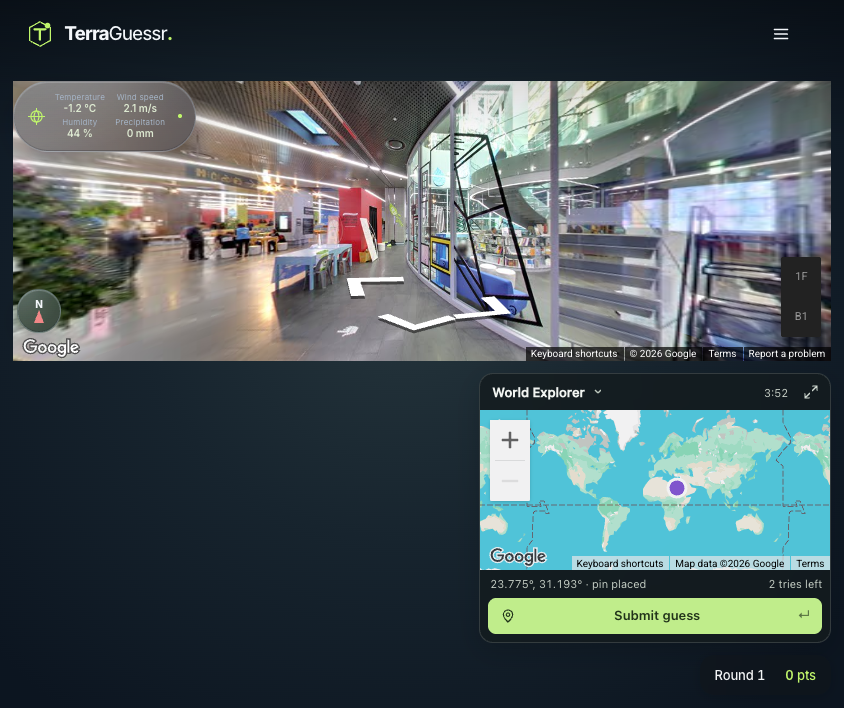 TerraGuessr.
Temperature
-1.2 °C
Wind speed
2.1 m/s
Humidity
44 %
Precipitation
0 mm
N
Google
1F
B1
Keyboard shortcuts
© 2026 Google
Terms
Report a problem
World Explorer
3:52
Google
Keyboard shortcuts
Map data ©2026 Google
Terms
23.775°, 31.193° · pin placed
2 tries left
Submit guess
Round 1
0 pts